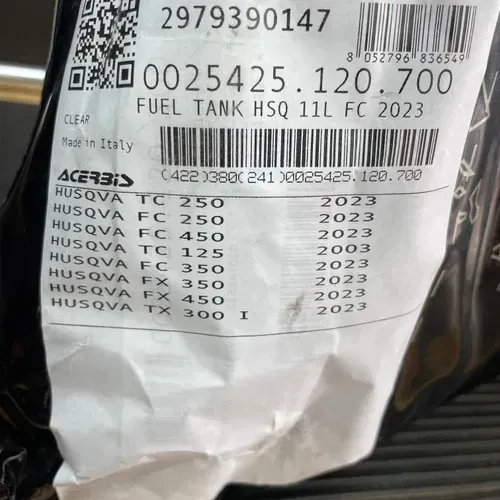 2979390147
8 052796 836549
0025425.120.700
FUEL TANK HSQ 11L FC 2023
CLEAR
Made in Italy
ACERBIS
(422)380(241)0025425.120.700
HUSQVA TC 250 2023
HUSQVA FC 250 2023
HUSQVA FC 450 2023
HUSQVA TC 125 2003
HUSQVA FC 350 2023
HUSQVA FX 350 2023
HUSQVA FX 450 2023
HUSQVA TX 300 I 2023